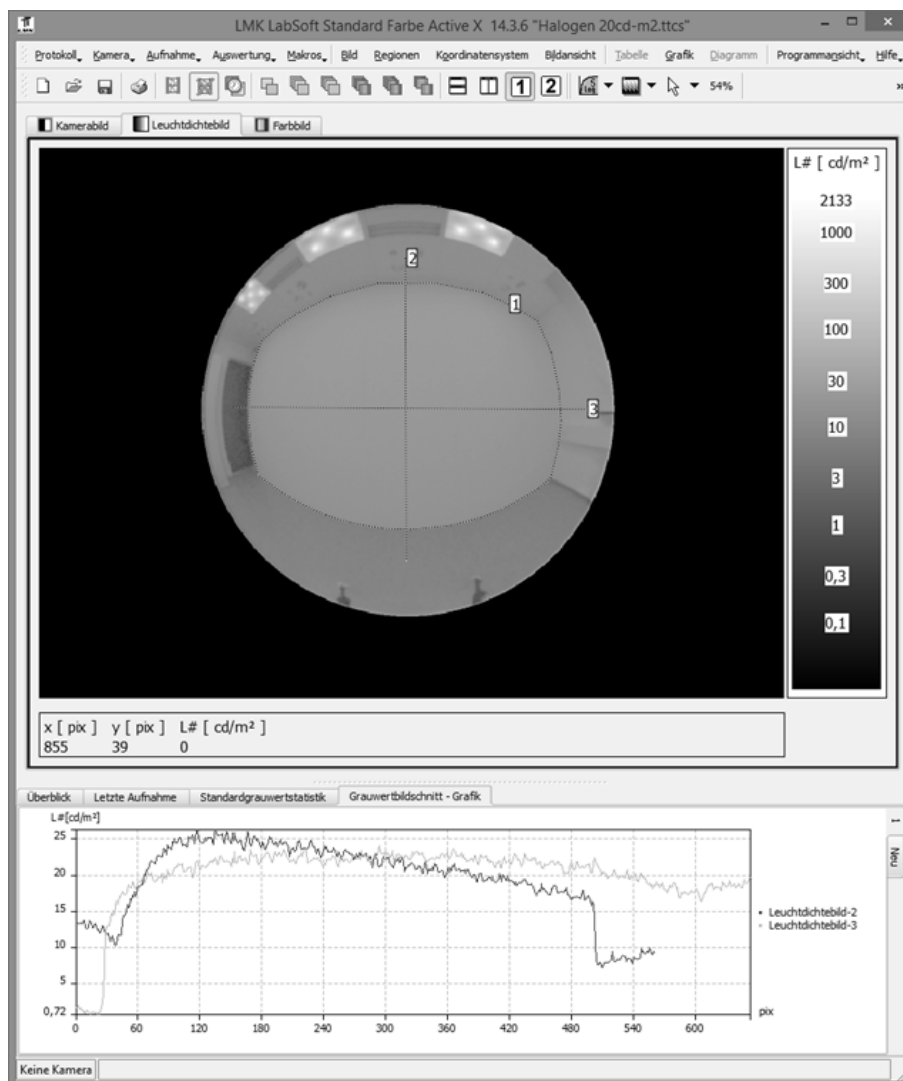 LMK LabSoft Standard Farbe Active X 14.3.6 "Halogen 20cd-m2.ttcs"
Protokoll Kamera Aufnahme Auswertung Makros Bild Regionen Koordinatensystem Bildansicht Tabelle Grafik Diagramm Programmansicht Hilfe
1 2 54% »
Kamerabild Leuchtdichtebild Farbbild
L# [ cd/m² ]
2133
1000
300
100
30
10
3
1
0,3
0,1
2
1
3
x [ pix ] y [ pix ] L# [ cd/m² ]
855 39 0
Überblick Letzte Aufnahme Standardgrauwertstatistik Grauwertbildschnitt - Grafik
L#[cd/m²]
25
20
15
10
5
0,72
0 60 120 180 240 300 360 420 480 540 600
pix
Leuchtdichtebild-2
Leuchtdichtebild-3
1
Neu
Keine Kamera